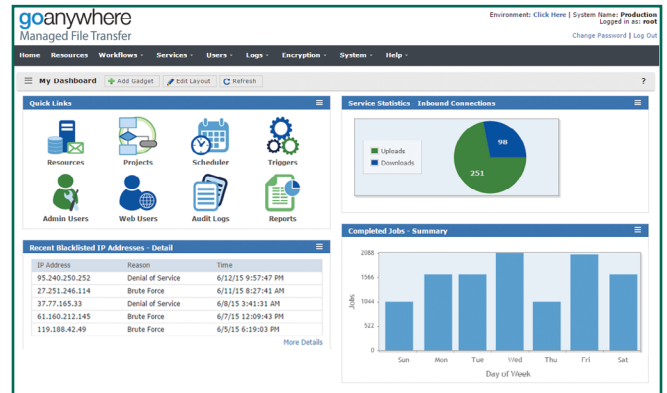 goanywhere
Managed File Transfer
Environment: Click Here | System Name: Production
Logged in as: root
Change Password | Log Out
Home Resources Workflows Services Users Logs Encryption System Help
My Dashboard Add Gadget Edit Layout Refresh ?
Quick Links
Resources Projects Scheduler Triggers
Admin Users Web Users Audit Logs Reports
Recent Blacklisted IP Addresses - Detail
IP Address Reason Time
95.240.250.252 Denial of Service 6/12/15 9:57:47 PM
27.251.246.114 Brute Force 6/11/15 8:27:41 AM
37.77.165.33 Denial of Service 6/8/15 3:41:31 AM
61.160.212.145 Brute Force 6/7/15 12:09:43 PM
119.188.42.49 Brute Force 6/5/15 6:19:03 PM
More Details
Service Statistics Inbound Connections
Uploads
Downloads
98
251
Completed Jobs - Summary
2088
1566
1044
522
0
Jobs
Sun Mon Tue Wed Thu Fri Sat
Day of Week